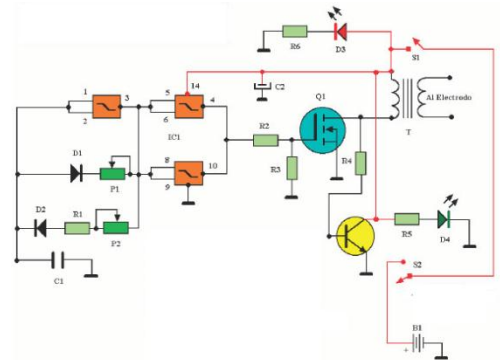 R6
D3
S1
1
3
2
5
14
4
6
IC1
C2
Q1
Al Electrodo
T
R2
R3
R4
8
10
9
D1
P1
D2
R1
P2
C1
R5
D4
S2
B1
+